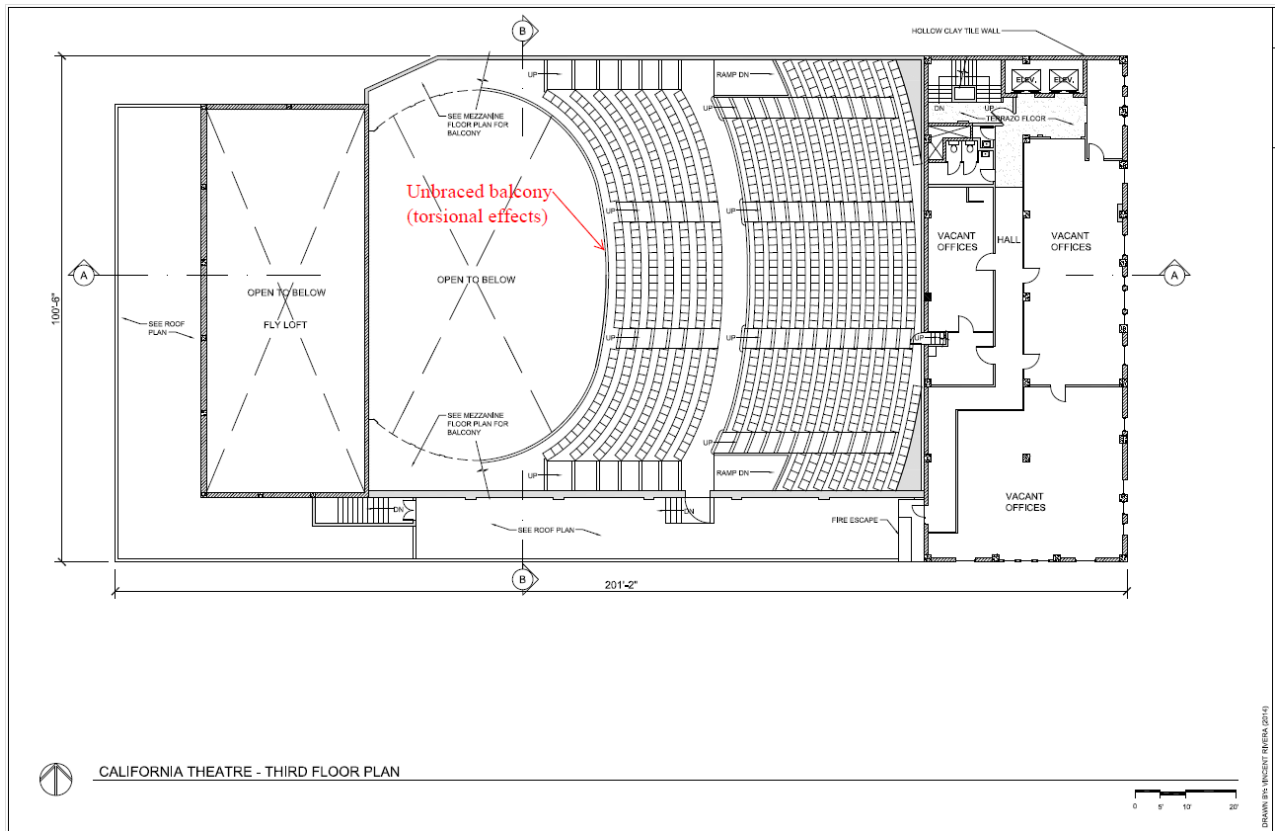 B
HOLLOW CLAY TILE WALL
UP
RAMP DN
ELEV.
ELEV.
UP
DN
UP
TERRAZO FLOOR
SEE MEZZANINE
FLOOR PLAN FOR
BALCONY
Unbraced balcony
(torsional effects)
UP
UP
VACANT
OFFICES
HALL
VACANT
OFFICES
A
OPEN TO BELOW
OPEN TO BELOW
A
100'-6"
SEE ROOF
PLAN
FLY LOFT
UP
UP
UP
SEE MEZZANINE
FLOOR PLAN FOR
BALCONY
UP
UP
RAMP DN
VACANT
OFFICES
DN
DN
SEE ROOF PLAN
FIRE ESCAPE
B
201'-2"
CALIFORNIA THEATRE - THIRD FLOOR PLAN
0 5' 10' 20'
DRAWN BY: VINCENT RIVERA (2014)